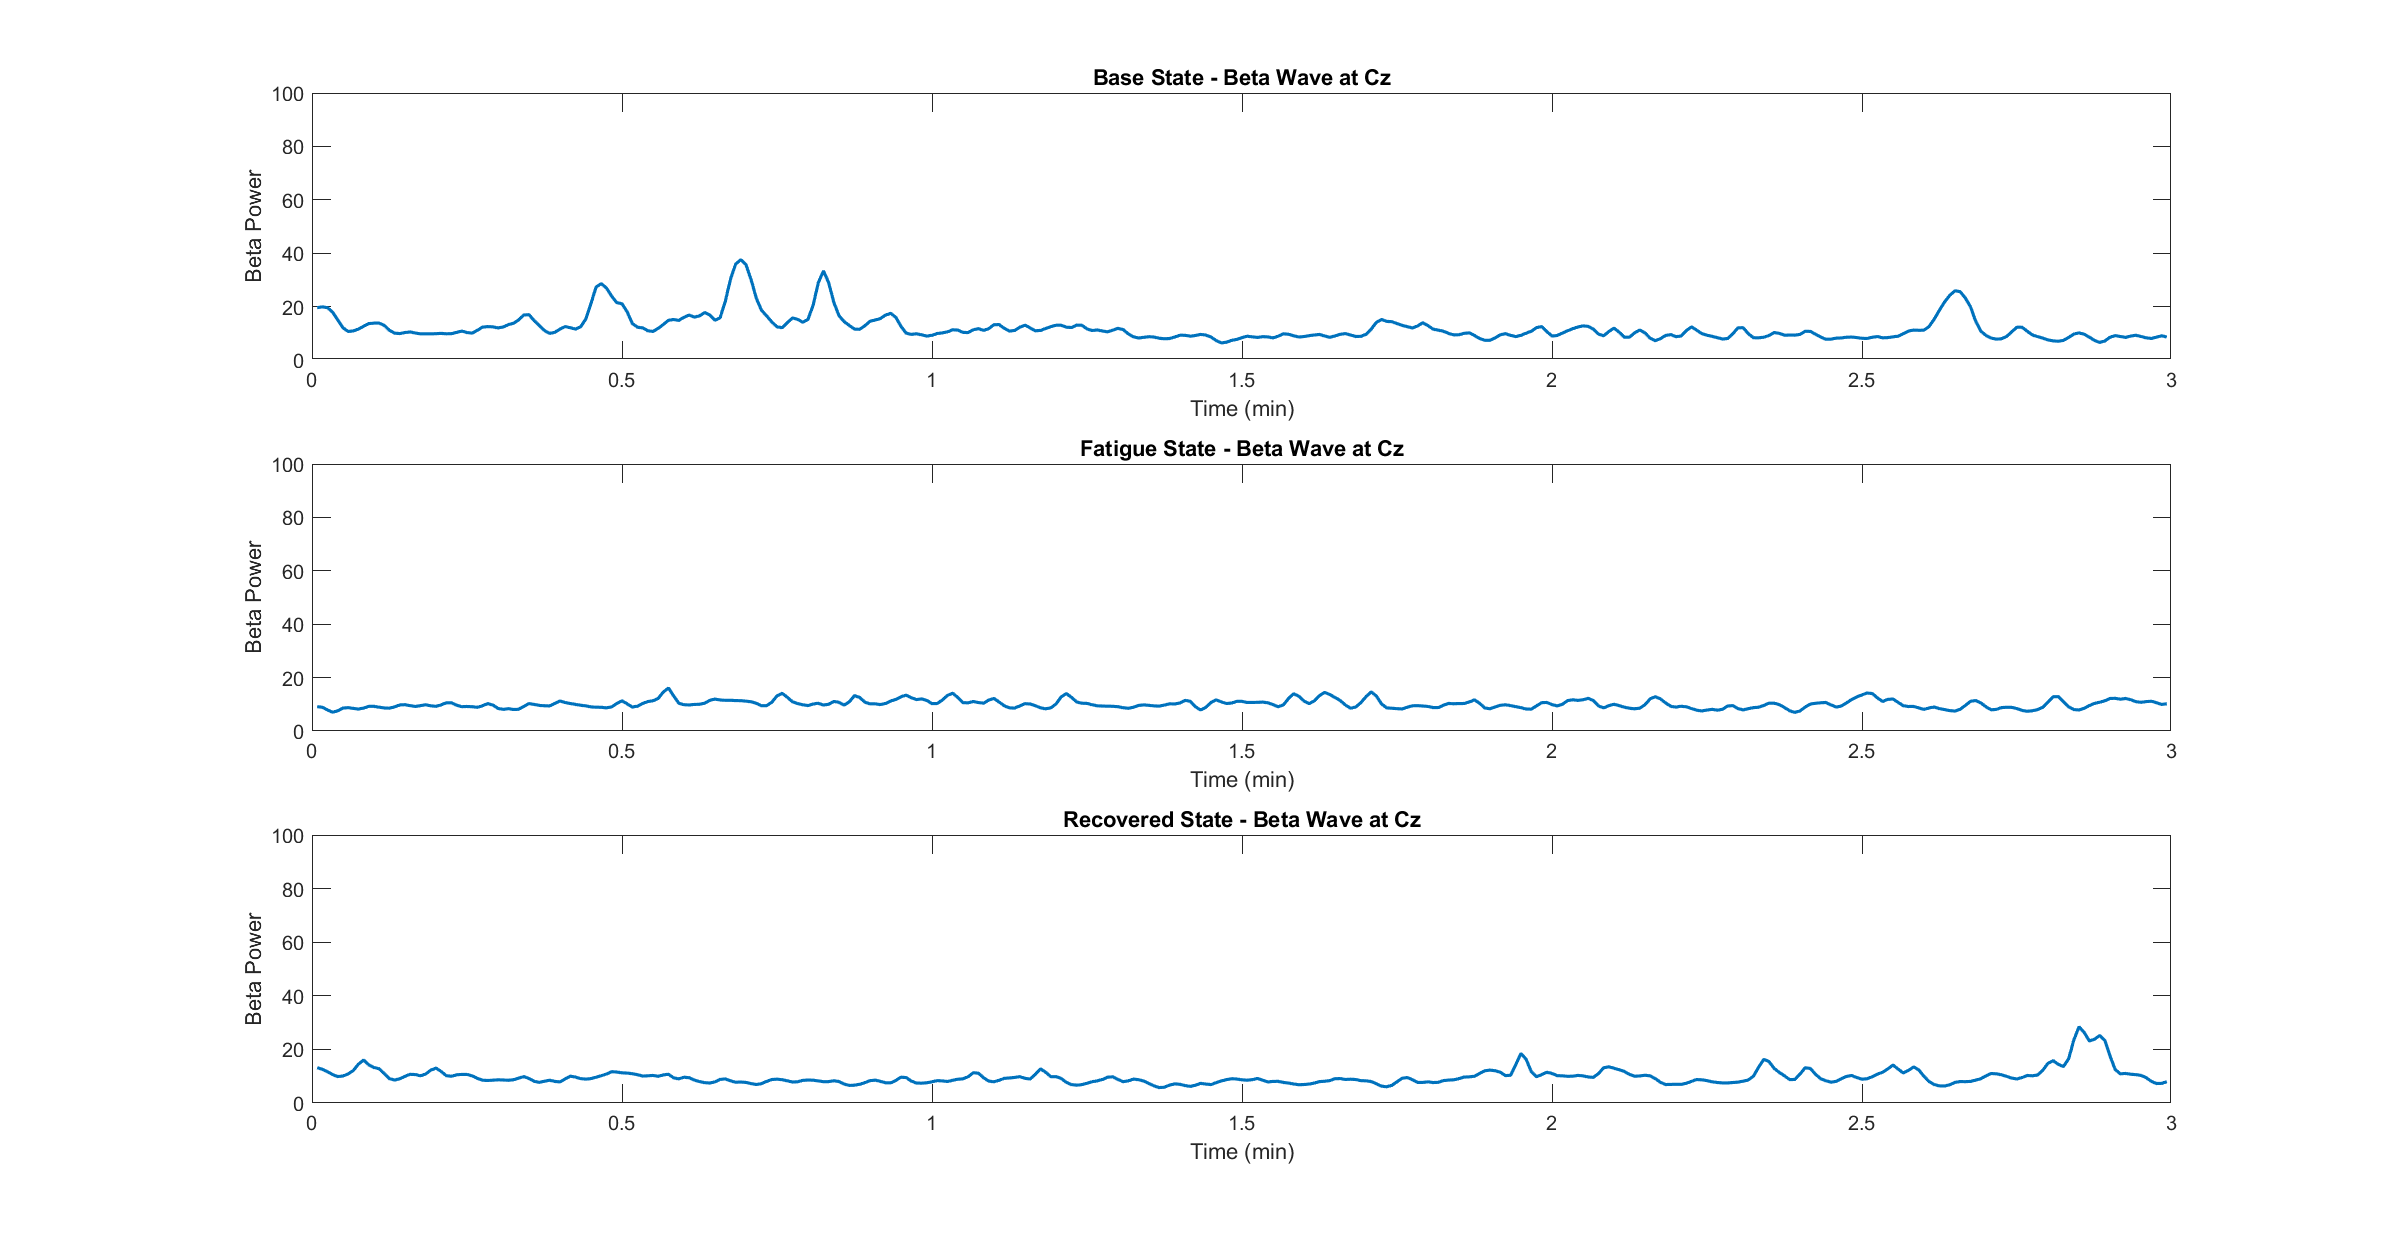 Base State - Beta Wave at Cz
100
80
60
40
20
0
Beta Power
0 0.5 1 1.5 2 2.5 3
Time (min)
Fatigue State - Beta Wave at Cz
100
80
60
40
20
0
Beta Power
0 0.5 1 1.5 2 2.5 3
Time (min)
Recovered State - Beta Wave at Cz
100
80
60
40
20
0
Beta Power
0 0.5 1 1.5 2 2.5 3
Time (min)